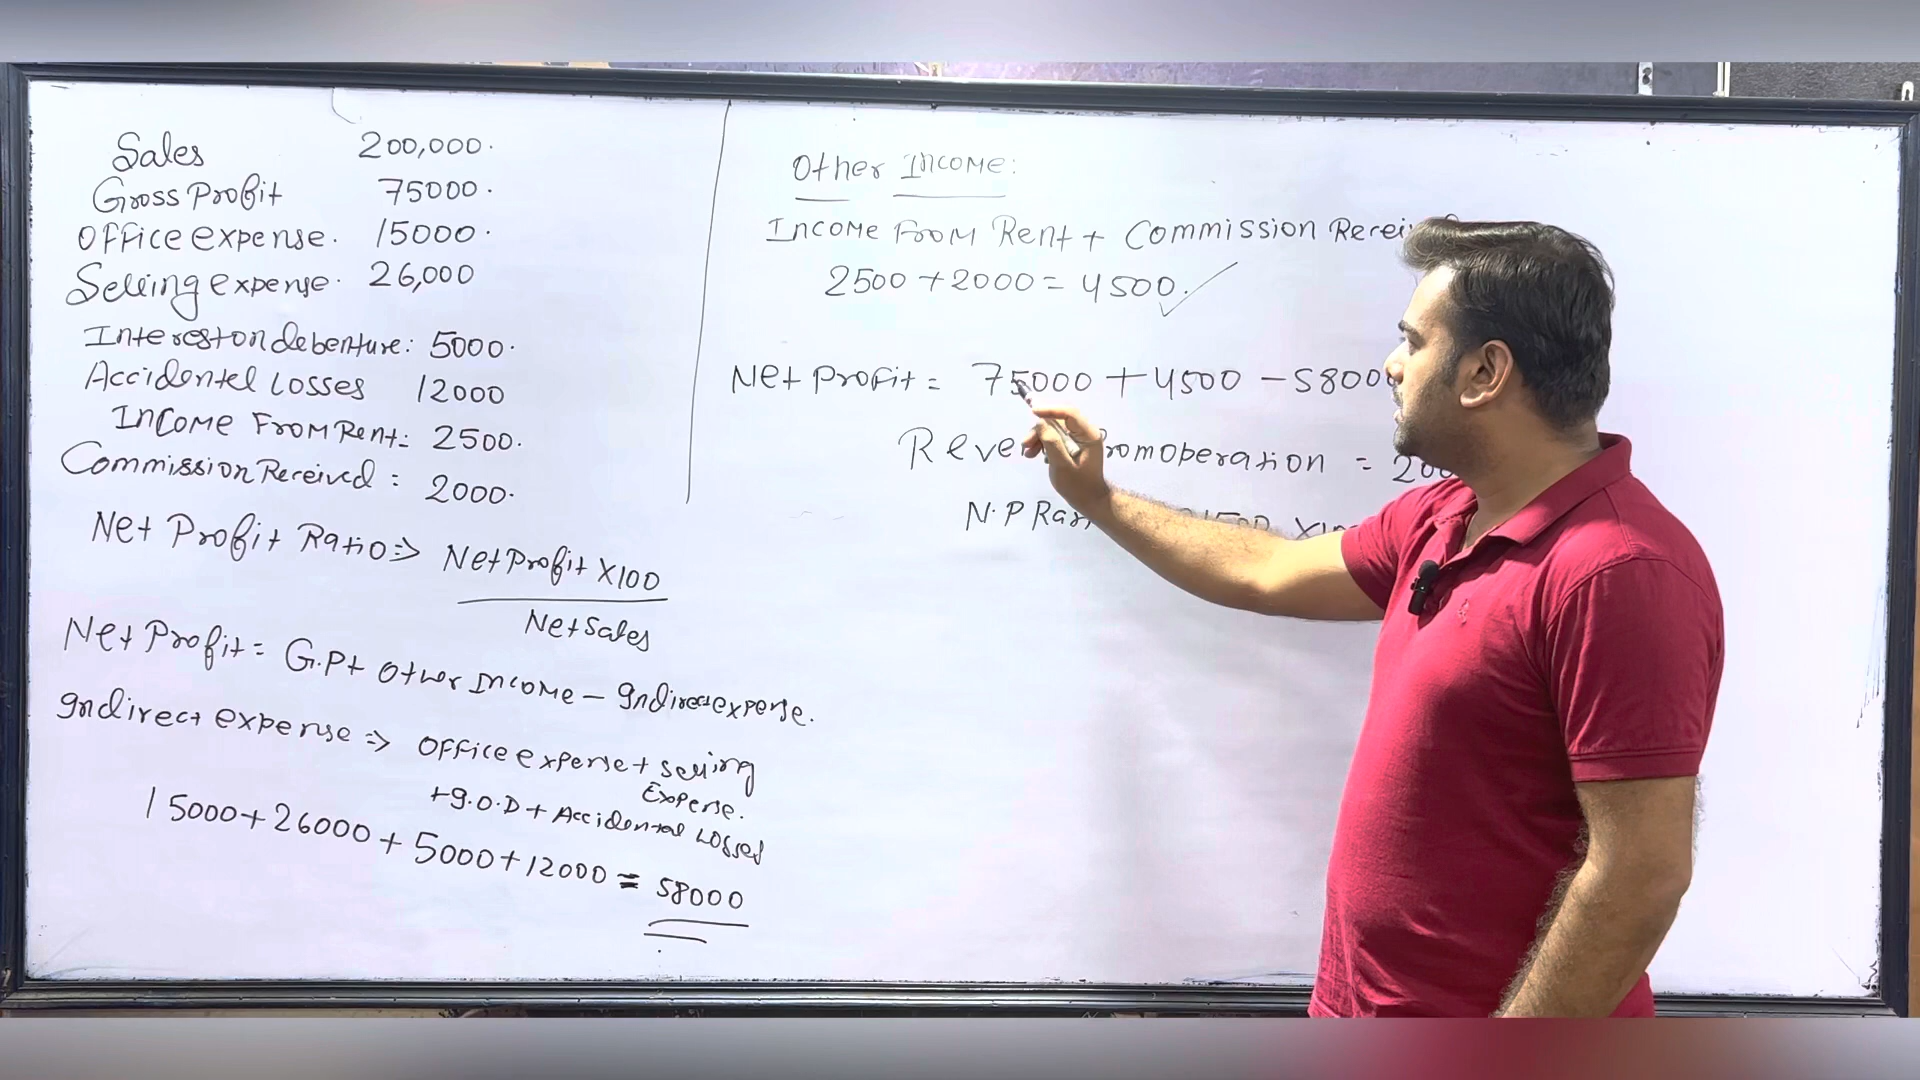 Sales 200,000.
Gross Profit 75000.
Office expense. 15000.
Selling expense. 26,000
Interest on debenture: 5000.
Accidental Losses 12000
Income From Rent: 2500.
Commission Received: 2000.
Net Profit Ratio => Net Profit X100
Net Sales
Net Profit = G.P + Other Income - Indirect expense.
Indirect expense => Office expense + Selling
Expense.
+ I.O.D + Accidental Losses
15000 + 26000 + 5000 + 12000 = 58000
Other Income:
Income From Rent + Commission
2500 + 2000 = 4500.
Net Profit = 75000 + 4500 - 5800
operation =
N.P